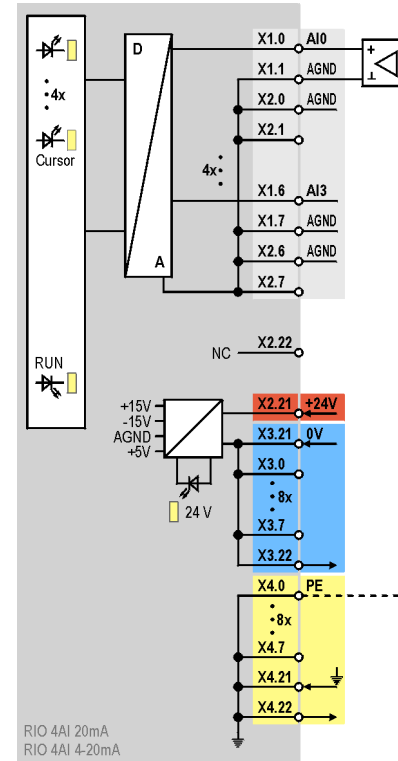 D
X1.0 AI0
+
X1.1 AGND
⊥
4x
X2.0 AGND
X2.1
Cursor
4x
X1.6 AI3
X1.7 AGND
X2.6 AGND
A
X2.7
X2.22
NC
RUN
+15V
X2.21 +24V
-15V
AGND
X3.21 0V
+5V
X3.0
8x
24 V
X3.7
X3.22
X4.0 PE
8x
X4.7
X4.21
X4.22
RIO 4AI 20mA
RIO 4AI 4-20mA